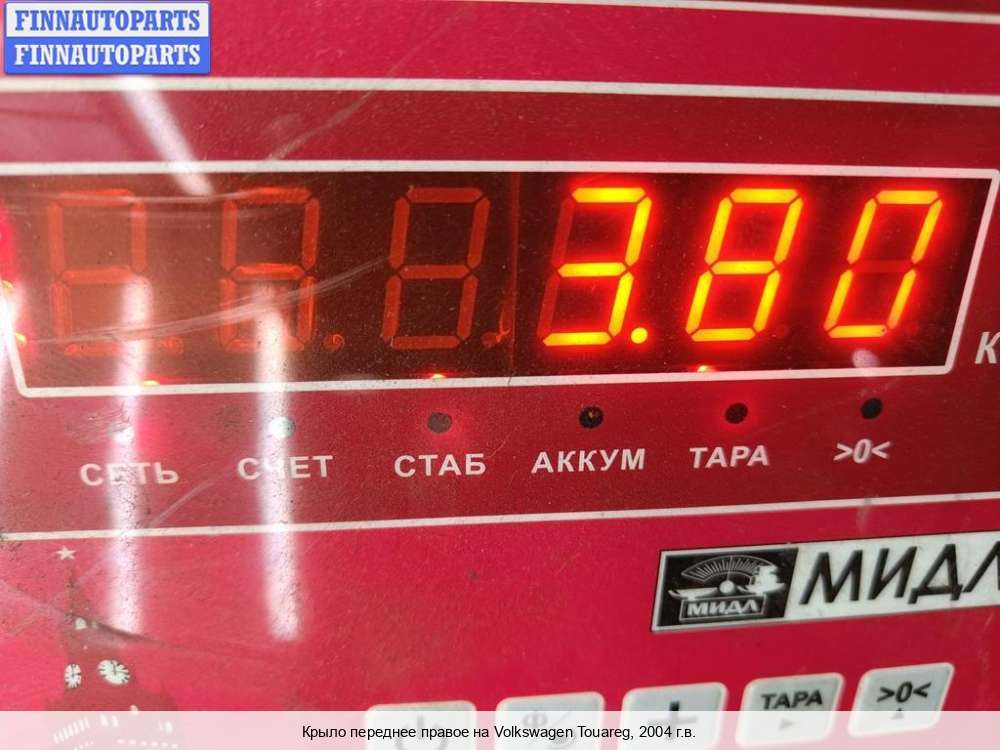 FINNAUTOPARTS
FINNAUTOPARTS
3.80
К
СЕТЬ СЧЕТ СТАБ АККУМ ТАРА >0<
МИДЛ МИДЛ
ТАРА >0<
Крыло переднее правое на Volkswagen Touareg, 2004 г.в.